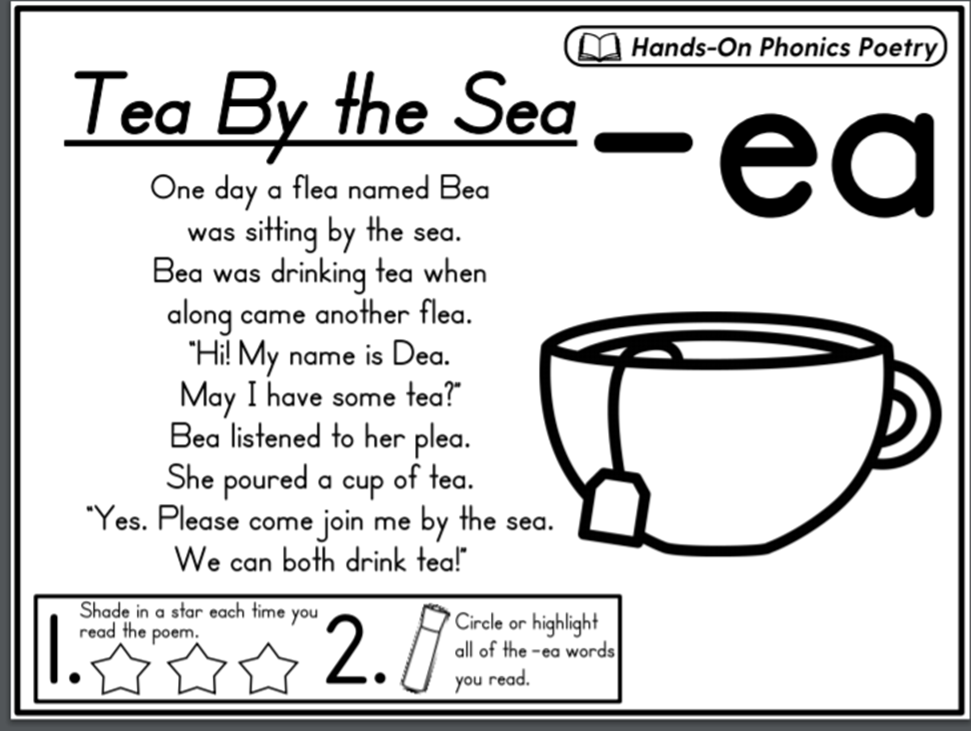 Hands-On Phonics Poetry
Tea By the Sea
-ea
One day a flea named Bea
was sitting by the sea.
Bea was drinking tea when
along came another flea.
"Hi! My name is Dea.
May I have some tea?"
Bea listened to her plea.
She poured a cup of tea.
"Yes. Please come join me by the sea.
We can both drink tea!"
1.
Shade in a star each time you
read the poem.
2.
Circle or highlight
all of the -ea words
you read.